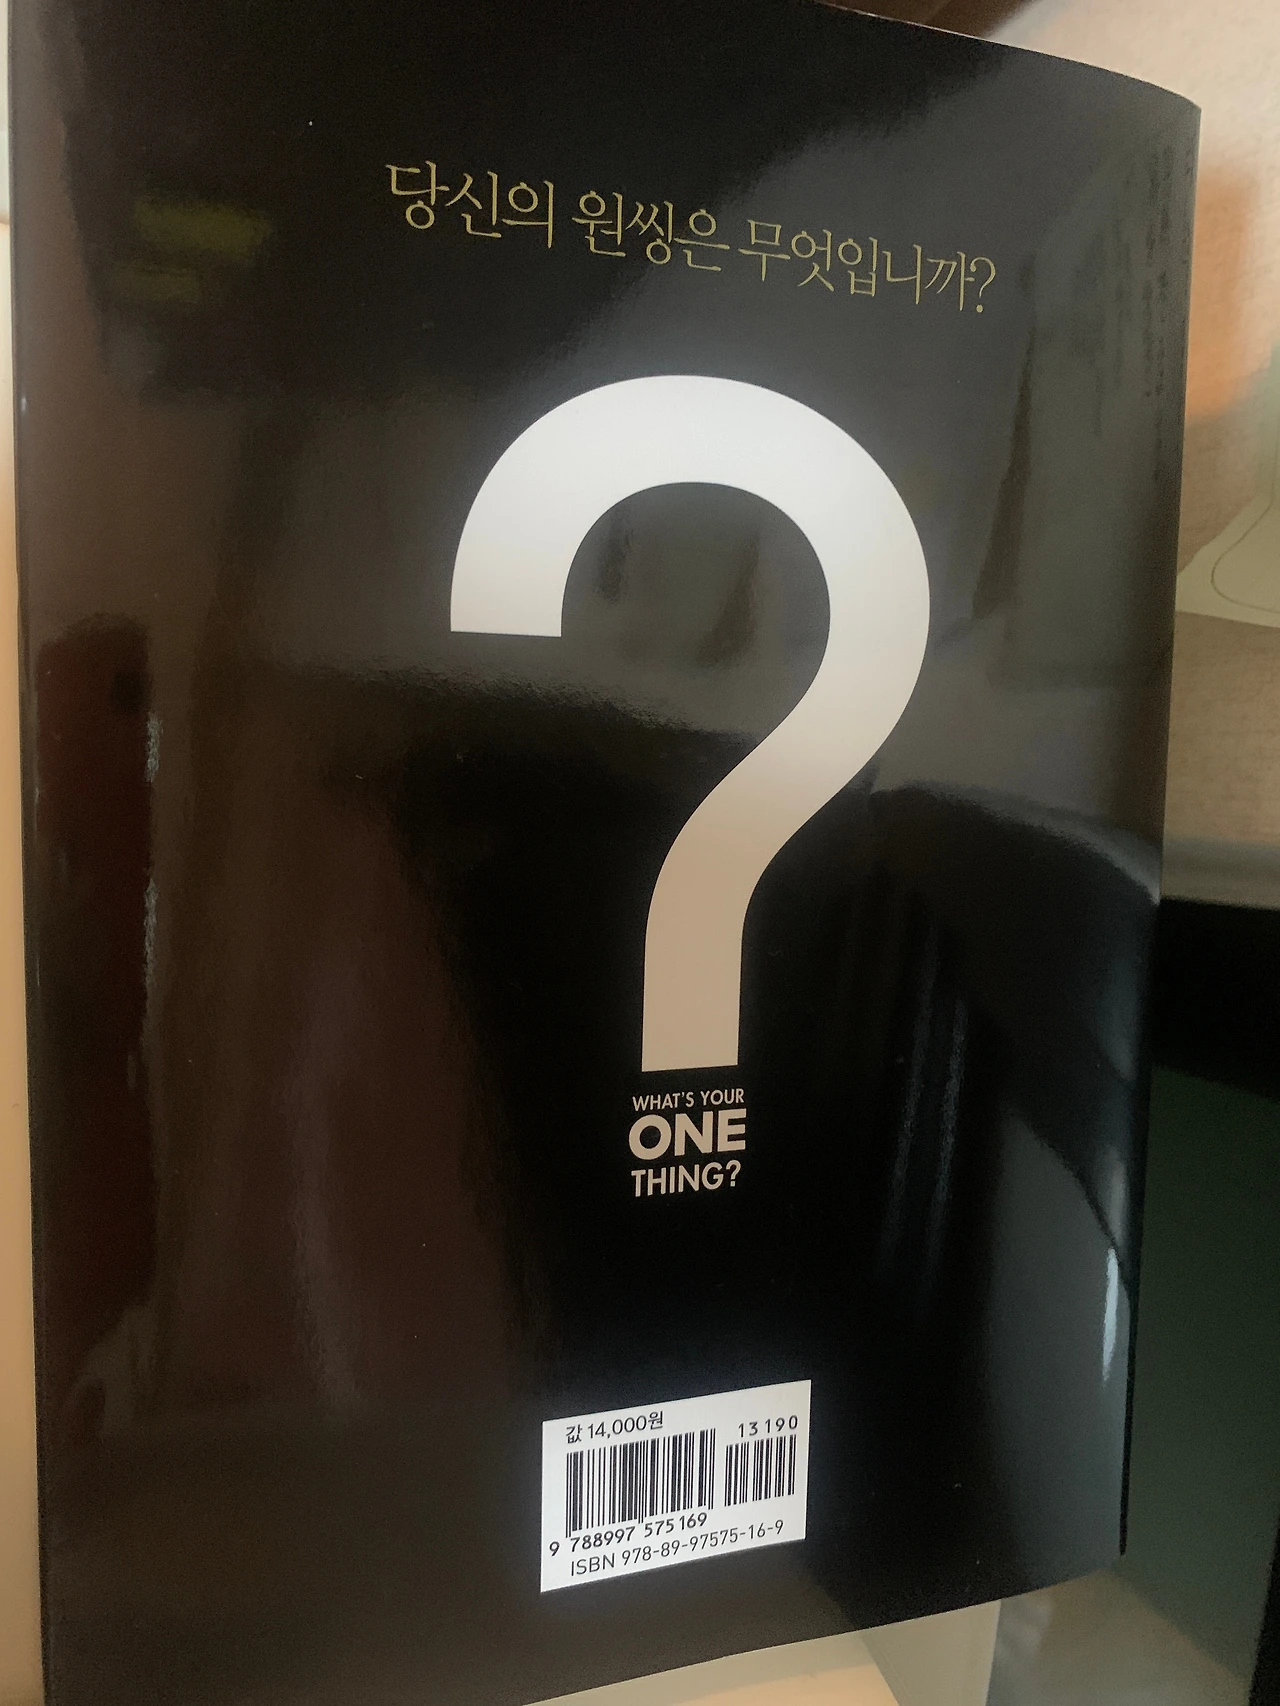 당신의 원씽은 무엇입니까?
WHAT'S YOUR
ONE
THING?
값 14,000원
13190
9 788997 575169
ISBN 978-89-97575-16-9